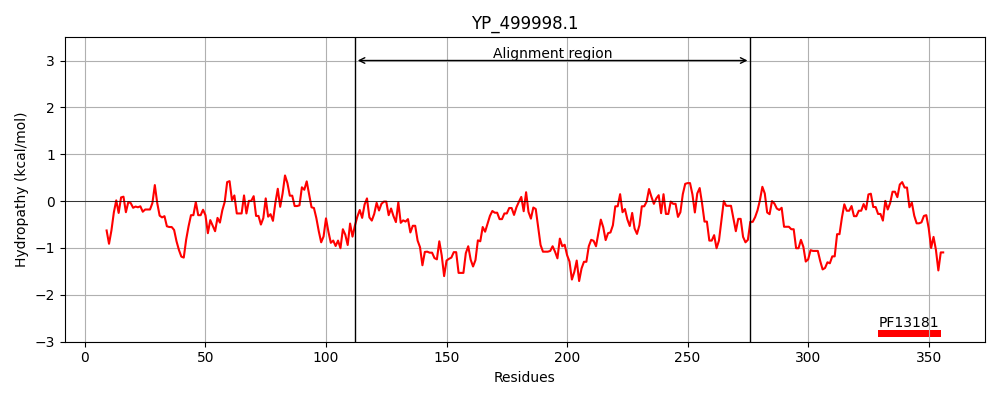 YP_499998.1
Alignment region
Hydropathy (kcal/mol)
3
2
1
0
−1
−2
−3
PF13181
0 50 100 150 200 250 300 350
Residues